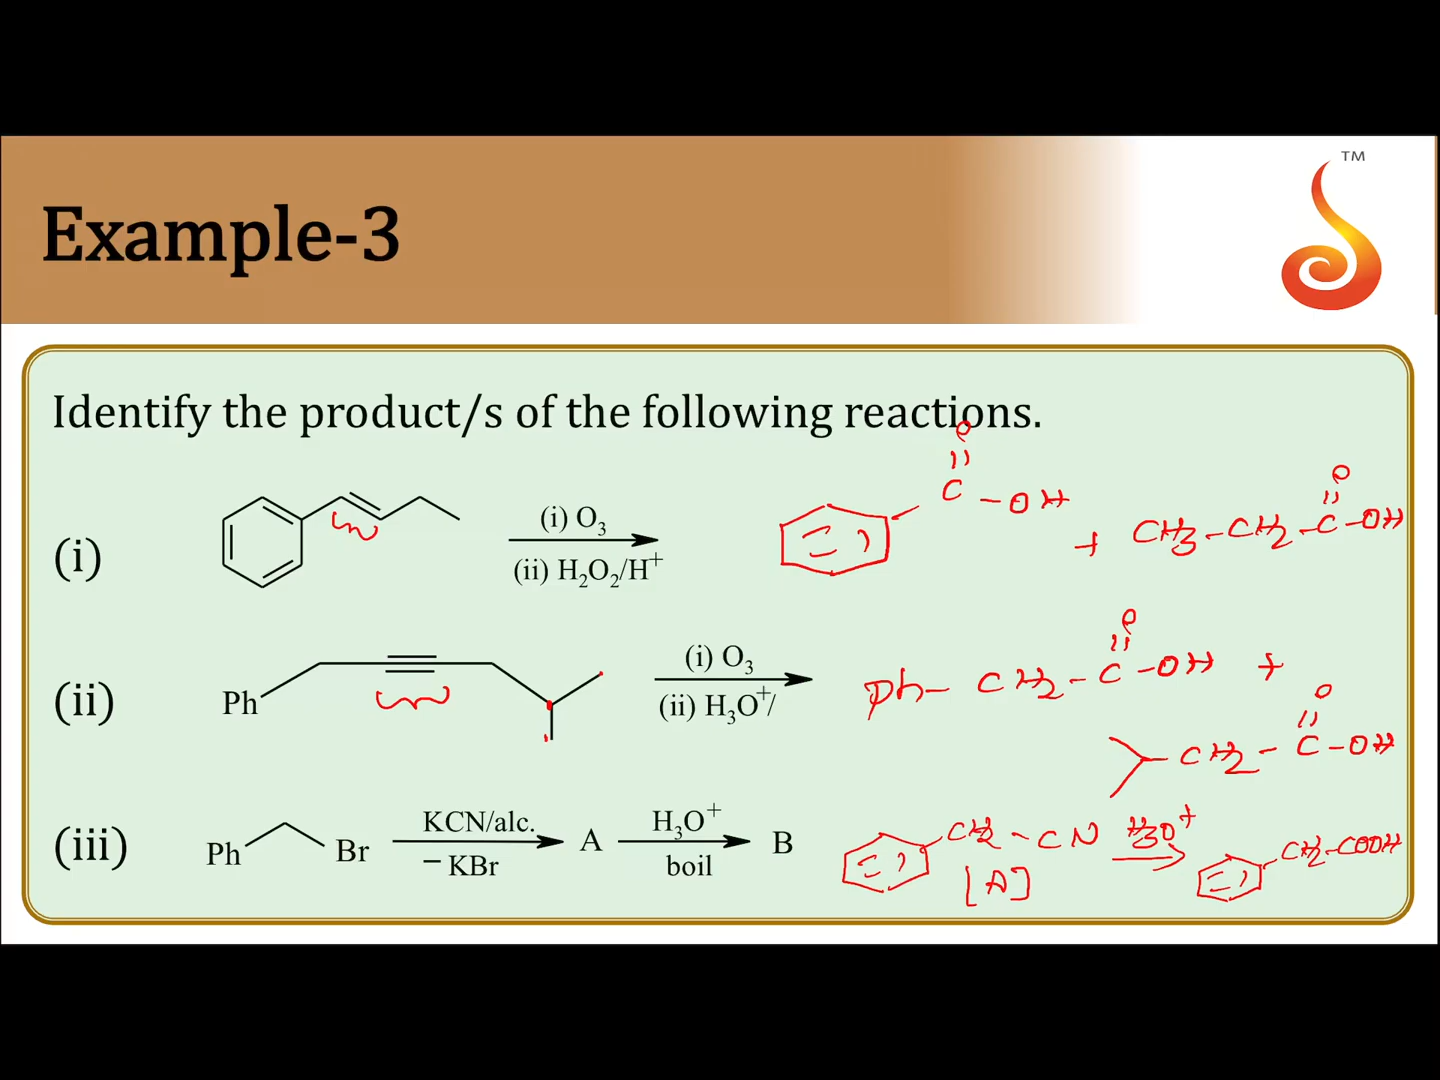 TM
Example-3
Identify the product/s of the following reactions.
(i) (i) O3 (ii) H2O2/H+ O C -OH + CH3-CH2-C-OH O
(ii) Ph (i) O3 (ii) H3O+/ Ph-CH2-C-OH O +
CH2-C-OH O
(iii) Ph Br KCN/alc. – KBr A H3O+ boil B CH2-CN H3O+ CH2-COOH
[A]